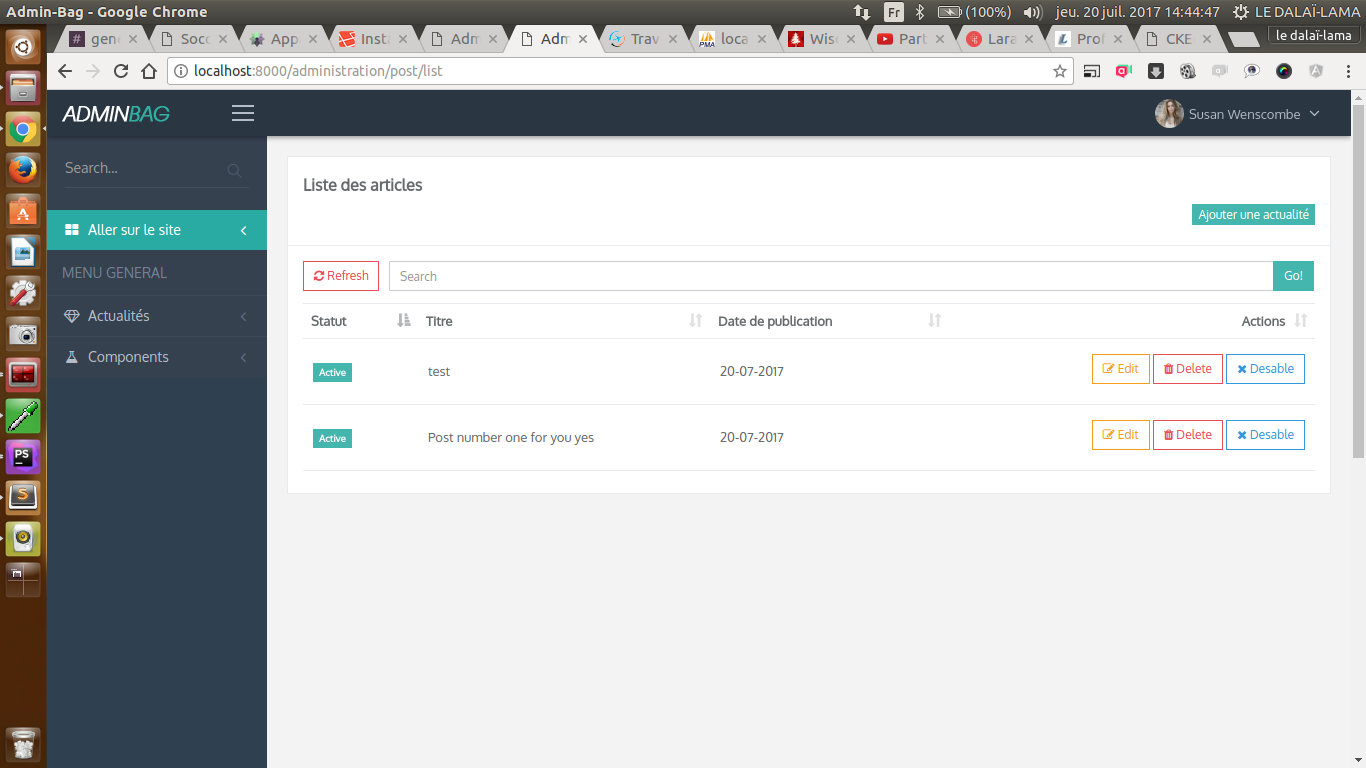 Admin-Bag - Google Chrome
Fr (100%) jeu. 20 juil. 2017 14:44:47 LE DALAÏ-LAMA
gen Soc App Inst Adm Adm Trav loca Wis Part Lara Prof CKE le dalaï-lama
localhost:8000/administration/post/list
ADMINBAG
Susan Wenscombe
Search...
Aller sur le site
MENU GENERAL
Actualités
Components
Liste des articles
Ajouter une actualité
Refresh Search Go!
Statut Titre Date de publication Actions
Active test 20-07-2017 Edit Delete Desable
Active Post number one for you yes 20-07-2017 Edit Delete Desable